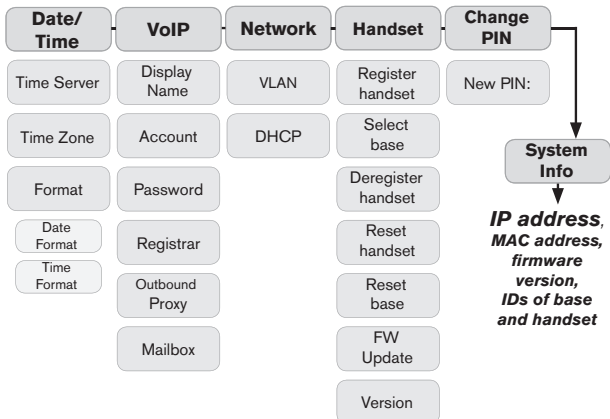 Date/
Time
VoIP
Network
Handset
Change
PIN
Time Server
Time Zone
Format
Date
Format
Time
Format
Display
Name
Account
Password
Registrar
Outbound
Proxy
Mailbox
VLAN
DHCP
Register
handset
Select
base
Deregister
handset
Reset
handset
Reset
base
FW
Update
Version
New PIN:
System
Info
IP address,
MAC address,
firmware
version,
IDs of base
and handset